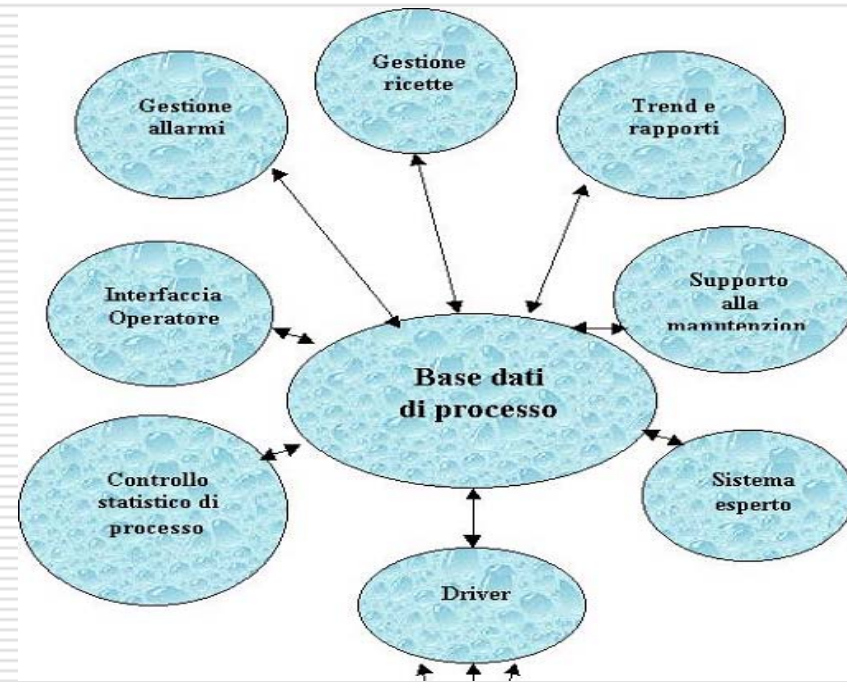 Gestione
ricette
Gestione
allarmi
Trend e
rapporti
Interfaccia
Operatore
Supporto
alla
manutenzion
Base dati
di processo
Controllo
statistico di
processo
Sistema
esperto
Driver